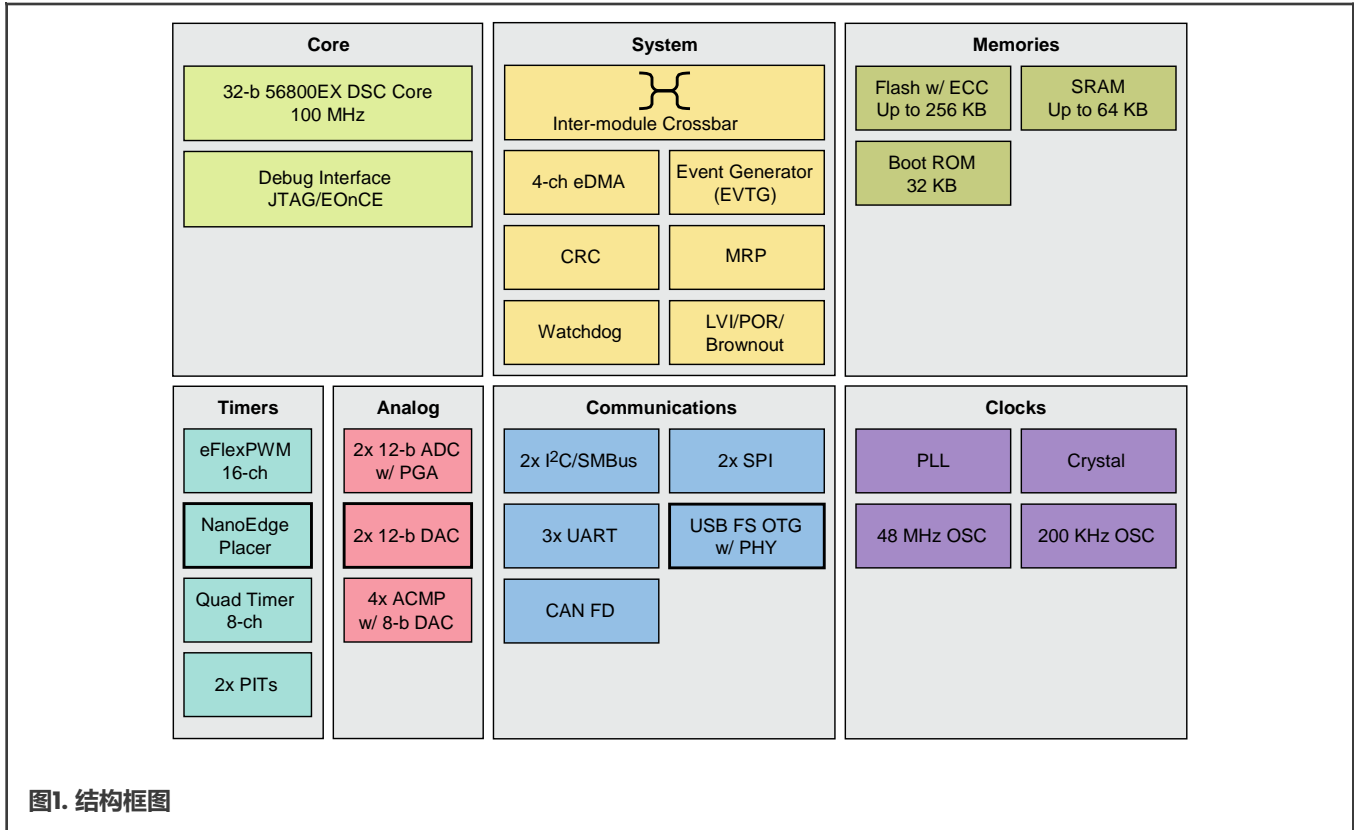 Core
32-b 56800EX DSC Core
100 MHz
Debug Interface
JTAG/EOnCE
System
Inter-module Crossbar
4-ch eDMA
Event Generator
(EVTG)
CRC
MRP
Watchdog
LVI/POR/
Brownout
Memories
Flash w/ ECC
Up to 256 KB
SRAM
Up to 64 KB
Boot ROM
32 KB
Timers
eFlexPWM
16-ch
NanoEdge
Placer
Quad Timer
8-ch
2x PITs
Analog
2x 12-b ADC
w/ PGA
2x 12-b DAC
4x ACMP
w/ 8-b DAC
Communications
2x I2C/SMBus
2x SPI
3x UART
USB FS OTG
w/ PHY
CAN FD
Clocks
PLL
Crystal
48 MHz OSC
200 KHz OSC
图1. 结构框图